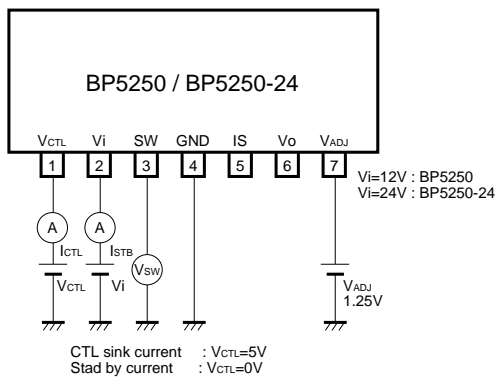 BP5250 / BP5250-24
VCTL Vi SW GND IS Vo VADJ
1 2 3 4 5 6 7
Vi=12V : BP5250
Vi=24V : BP5250-24
A A
ICTL ISTB VSW
VCTL Vi VADJ
1.25V
CTL sink current : VCTL=5V
Stad by current : VCTL=0V